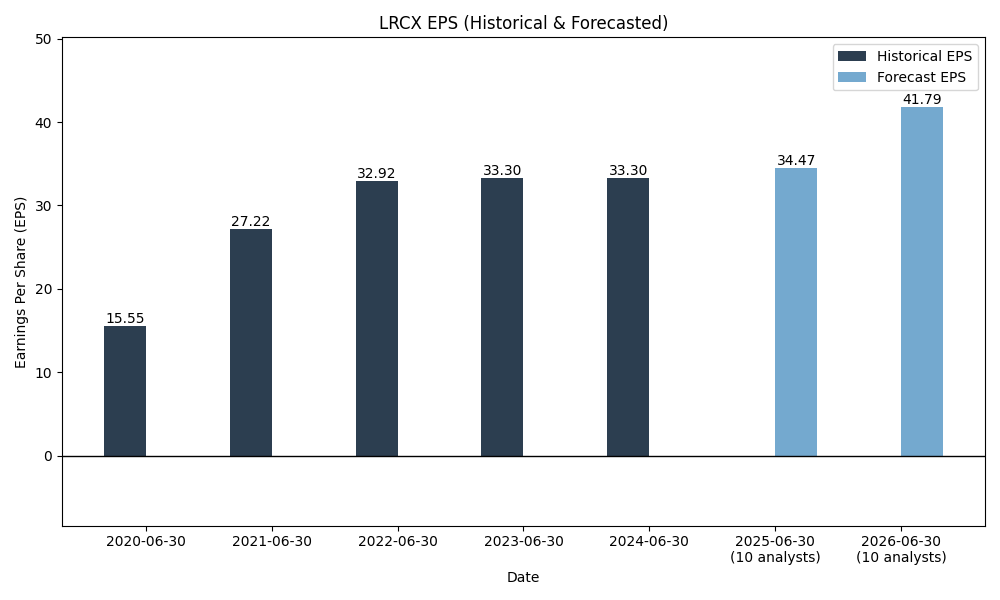 LRCX EPS (Historical & Forecasted)
Historical EPS
Forecast EPS
Earnings Per Share (EPS)
50
40
30
20
10
0
15.55
27.22
32.92
33.30
33.30
34.47
41.79
2020-06-30
2021-06-30
2022-06-30
2023-06-30
2024-06-30
2025-06-30
(10 analysts)
2026-06-30
(10 analysts)
Date